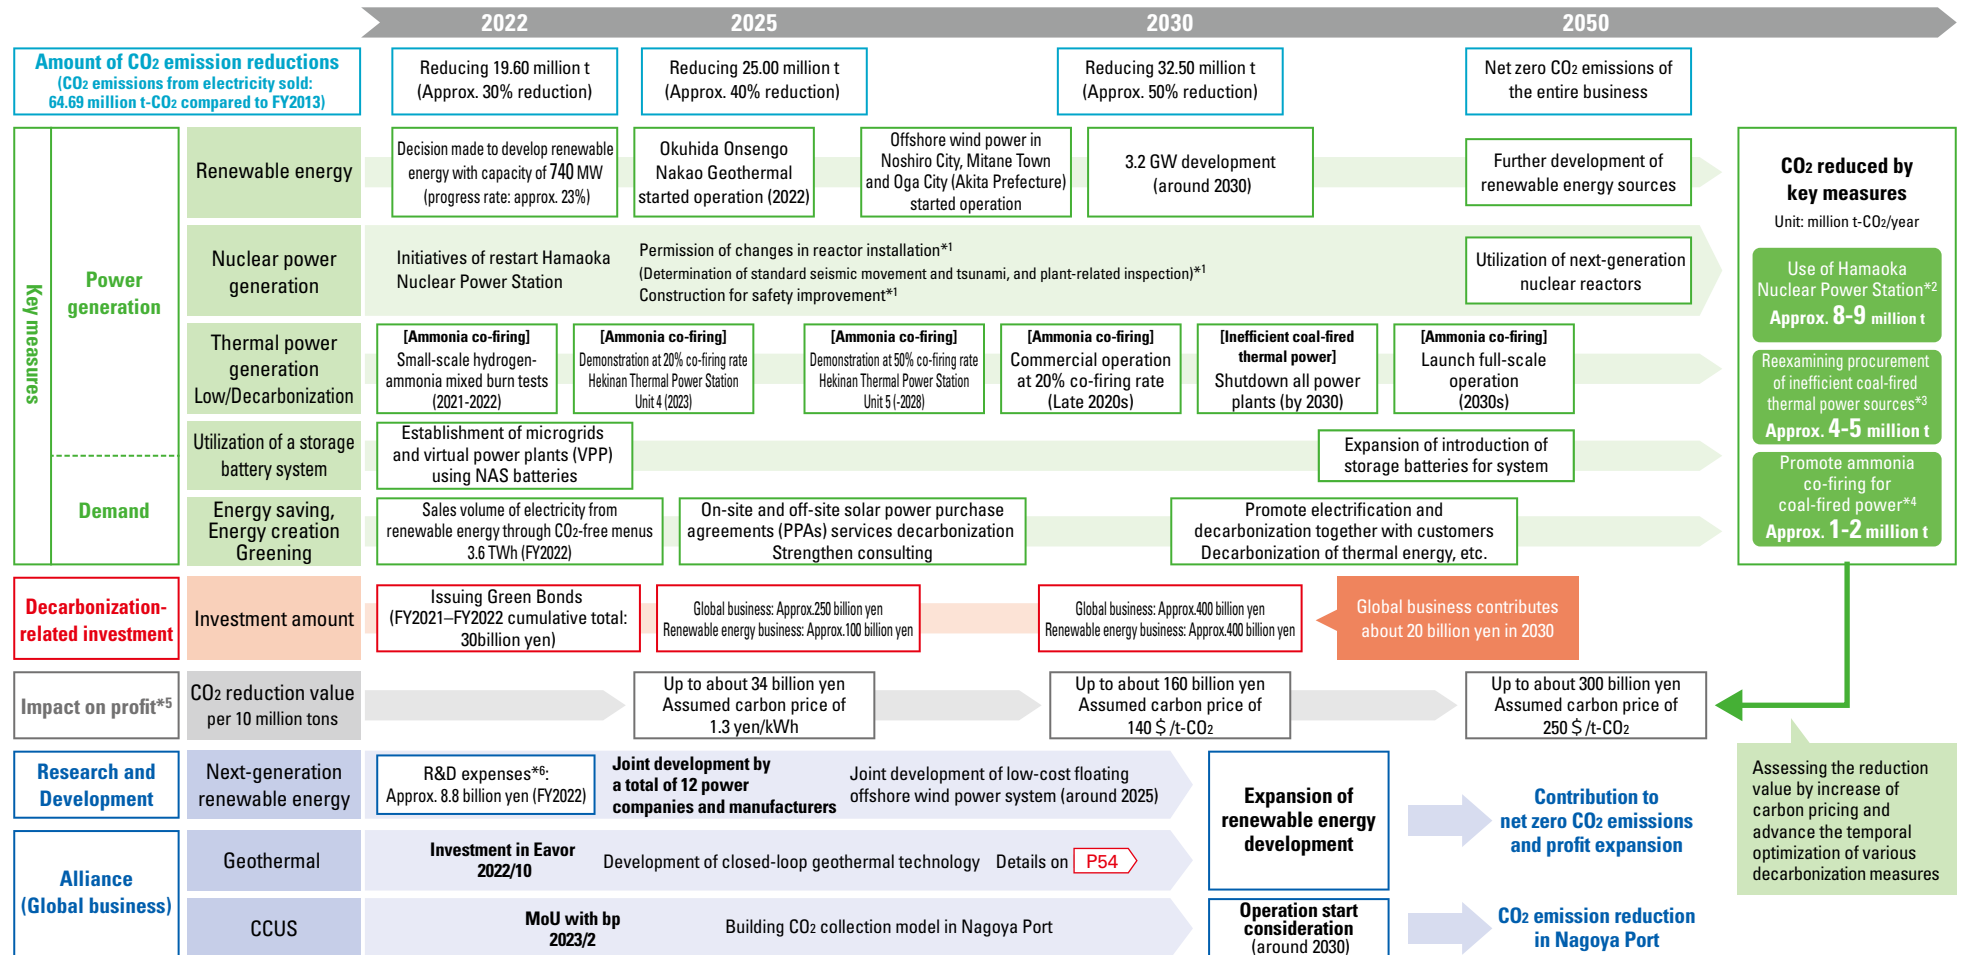 2022
2025
2030
2050
Amount of CO2 emission reductions
(CO2 emissions from electricity sold:
64.69 million t-CO2 compared to FY2013)
Reducing 19.60 million t
(Approx. 30% reduction)
Reducing 25.00 million t
(Approx. 40% reduction)
Reducing 32.50 million t
(Approx. 50% reduction)
Net zero CO2 emissions of
the entire business
Key measures
Power
generation
Renewable energy
Decision made to develop renewable
energy with capacity of 740 MW
(progress rate: approx. 23%)
Okuhida Onsengo
Nakao Geothermal
started operation (2022)
Offshore wind power in
Noshiro City, Mitane Town
and Oga City (Akita Prefecture)
started operation
3.2 GW development
(around 2030)
Further development of
renewable energy sources
Nuclear power
generation
Initiatives of restart Hamaoka
Nuclear Power Station
Permission of changes in reactor installation*1
(Determination of standard seismic movement and tsunami, and plant-related inspection)*1
Construction for safety improvement*1
Utilization of next-generation
nuclear reactors
Thermal power
generation
Low/Decarbonization
[Ammonia co-firing]
Small-scale hydrogen-
ammonia mixed burn tests
(2021-2022)
[Ammonia co-firing]
Demonstration at 20% co-firing rate
Hekinan Thermal Power Station
Unit 4 (2023)
[Ammonia co-firing]
Demonstration at 50% co-firing rate
Hekinan Thermal Power Station
Unit 5 (-2028)
[Ammonia co-firing]
Commercial operation
at 20% co-firing rate
(Late 2020s)
[Inefficient coal-fired
thermal power]
Shutdown all power
plants (by 2030)
[Ammonia co-firing]
Launch full-scale
operation
(2030s)
Utilization of a storage
battery system
Establishment of microgrids
and virtual power plants (VPP)
using NAS batteries
Expansion of introduction of
storage batteries for system
Demand
Energy saving,
Energy creation
Greening
Sales volume of electricity from
renewable energy through CO2-free menus
3.6 TWh (FY2022)
On-site and off-site solar power purchase
agreements (PPAs) services decarbonization
Strengthen consulting
Promote electrification and
decarbonization together with customers
Decarbonization of thermal energy, etc.
CO2 reduced by
key measures
Unit: million t-CO2/year
Use of Hamaoka
Nuclear Power Station*2
Approx. 8-9 million t
Reexamining procurement
of inefficient coal-fired
thermal power sources*3
Approx. 4-5 million t
Promote ammonia
co-firing for
coal-fired power*4
Approx. 1-2 million t
Decarbonization-
related investment
Investment amount
Issuing Green Bonds
(FY2021–FY2022 cumulative total:
30billion yen)
Global business: Approx.250 billion yen
Renewable energy business: Approx.100 billion yen
Global business: Approx.400 billion yen
Renewable energy business: Approx.400 billion yen
Global business contributes
about 20 billion yen in 2030
Impact on profit*5
CO2 reduction value
per 10 million tons
Up to about 34 billion yen
Assumed carbon price of
1.3 yen/kWh
Up to about 160 billion yen
Assumed carbon price of
140 $/t-CO2
Up to about 300 billion yen
Assumed carbon price of
250 $/t-CO2
Assessing the reduction
value by increase of
carbon pricing and
advance the temporal
optimization of various
decarbonization measures
Research and
Development
Next-generation
renewable energy
R&D expenses*6:
Approx. 8.8 billion yen (FY2022)
Joint development by
a total of 12 power
companies and manufacturers
Joint development of low-cost floating
offshore wind power system (around 2025)
Expansion of
renewable energy
development
Contribution to
net zero CO2 emissions
and profit expansion
Alliance
(Global business)
Geothermal
Investment in Eavor
2022/10
Development of closed-loop geothermal technology Details on P54
CCUS
MoU with bp
2023/2
Building CO2 collection model in Nagoya Port
Operation start
consideration
(around 2030)
CO2 emission reduction
in Nagoya Port